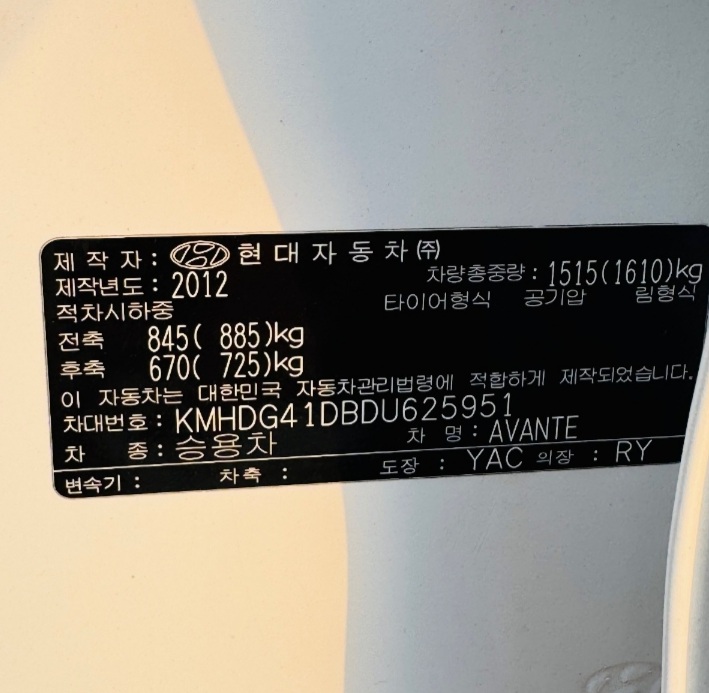 제 작 자 : 현 대 자 동 차 ㈜
제작년도 : 2012 차량총중량 : 1515(1610)kg
적차시하중 타이어형식 공기압 림형식
전축 845( 885)kg
후축 670( 725)kg
이 자동차는 대한민국 자동차관리법령에 적합하게 제작되었습니다.
차대번호 : KMHDG41DBDU625951
차 종 : 승용차 차 명 : AVANTE
변속기 : 차축 : 도장 : YAC 의장 : RY